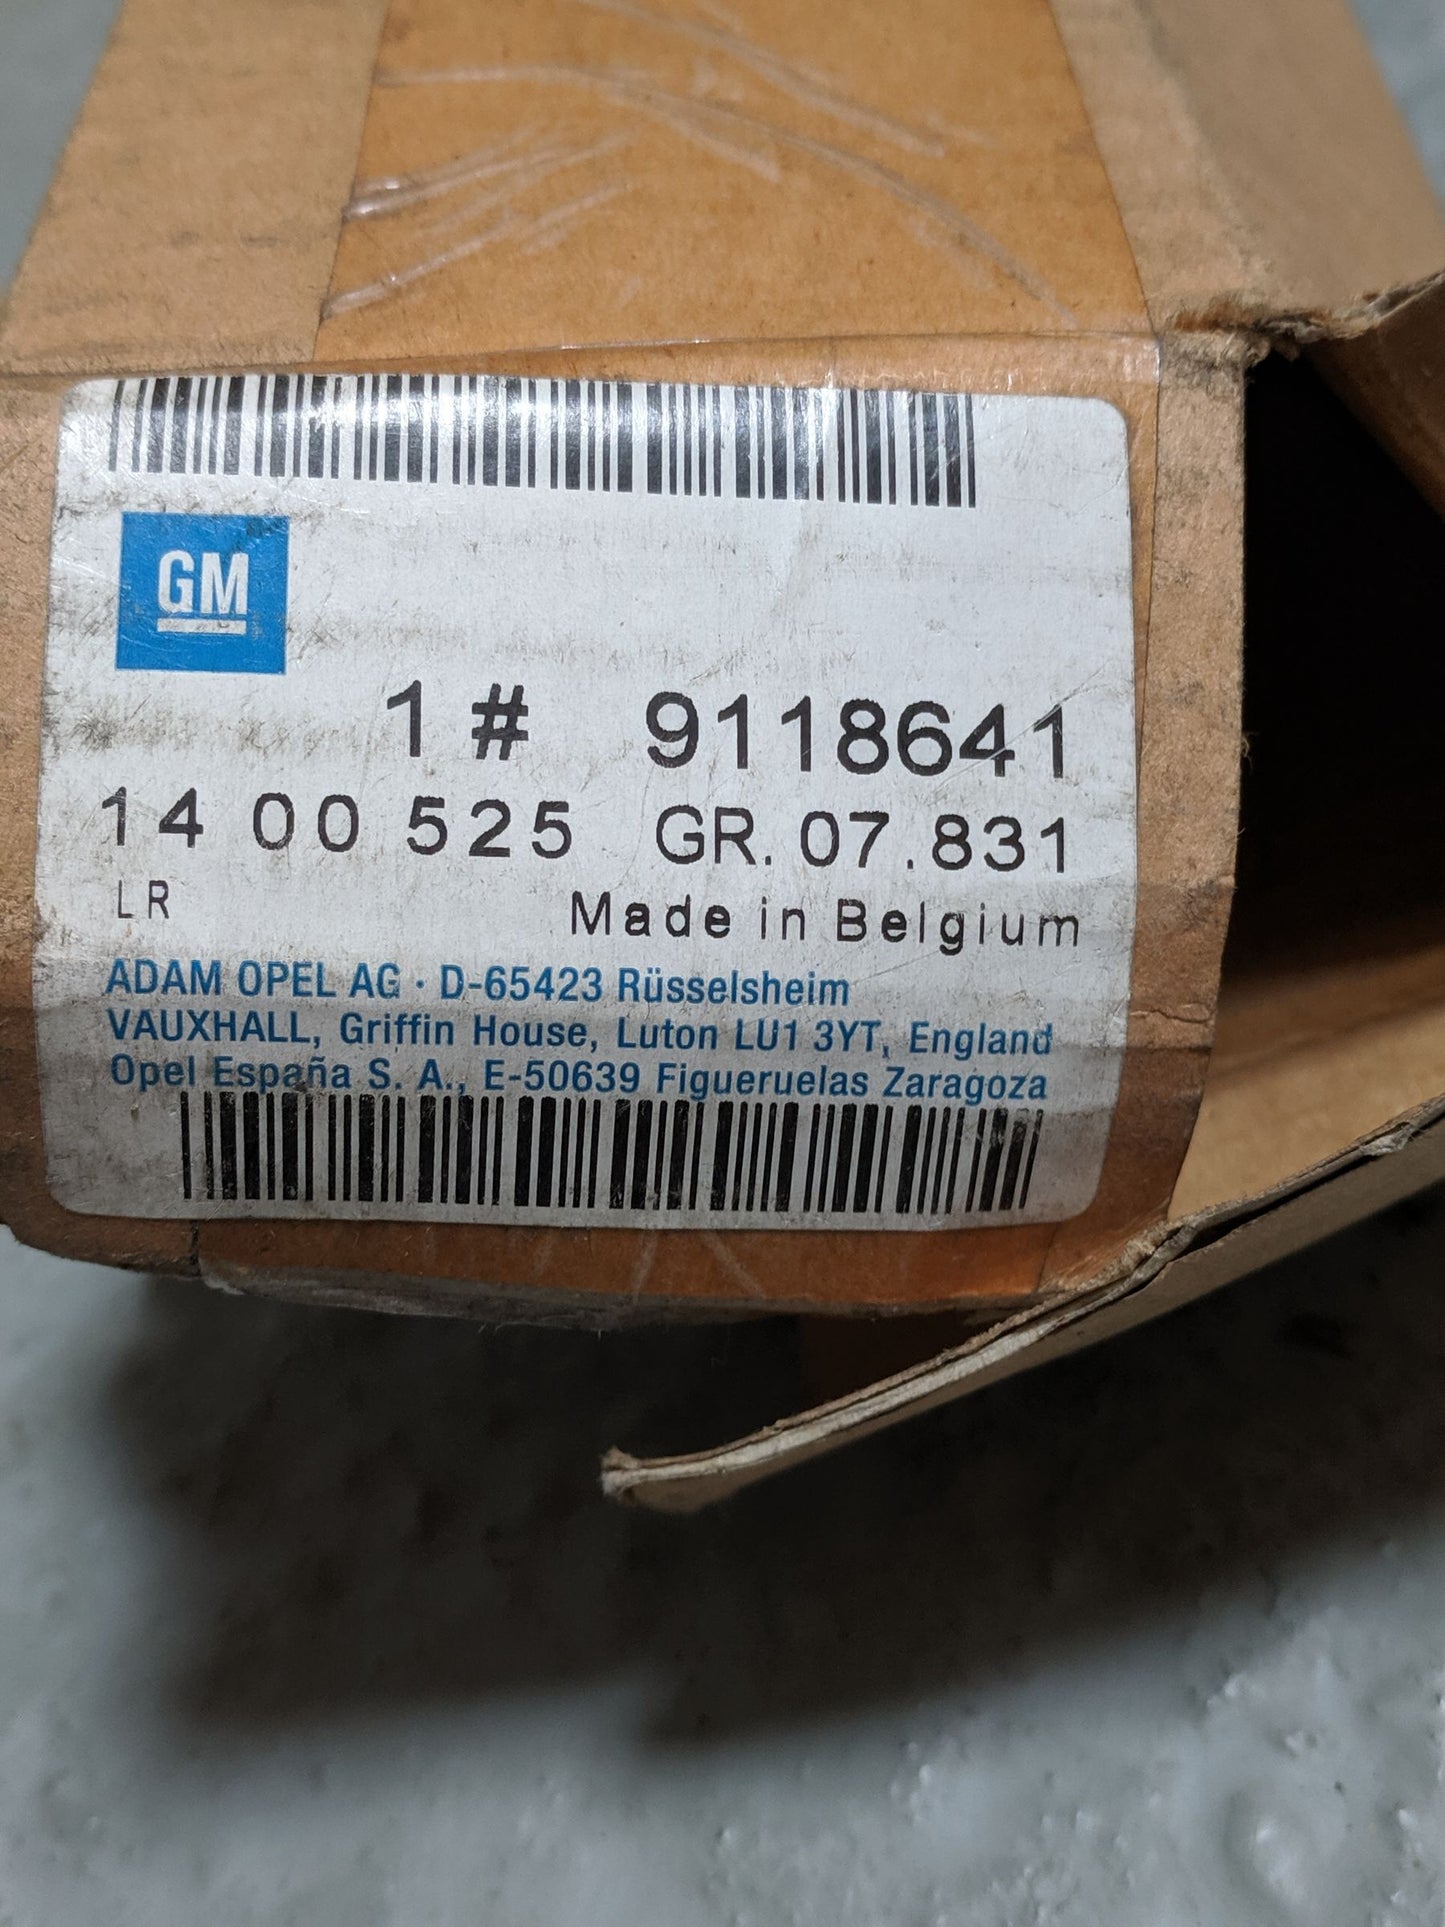 GM
1 # 9118641
14 00 525 GR. 07.831
LR Made in Belgium
ADAM OPEL AG · D-65423 Rüsselsheim
VAUXHALL, Griffin House, Luton LU1 3YT, England
Opel España S. A., E-50639 Figueruelas Zaragoza